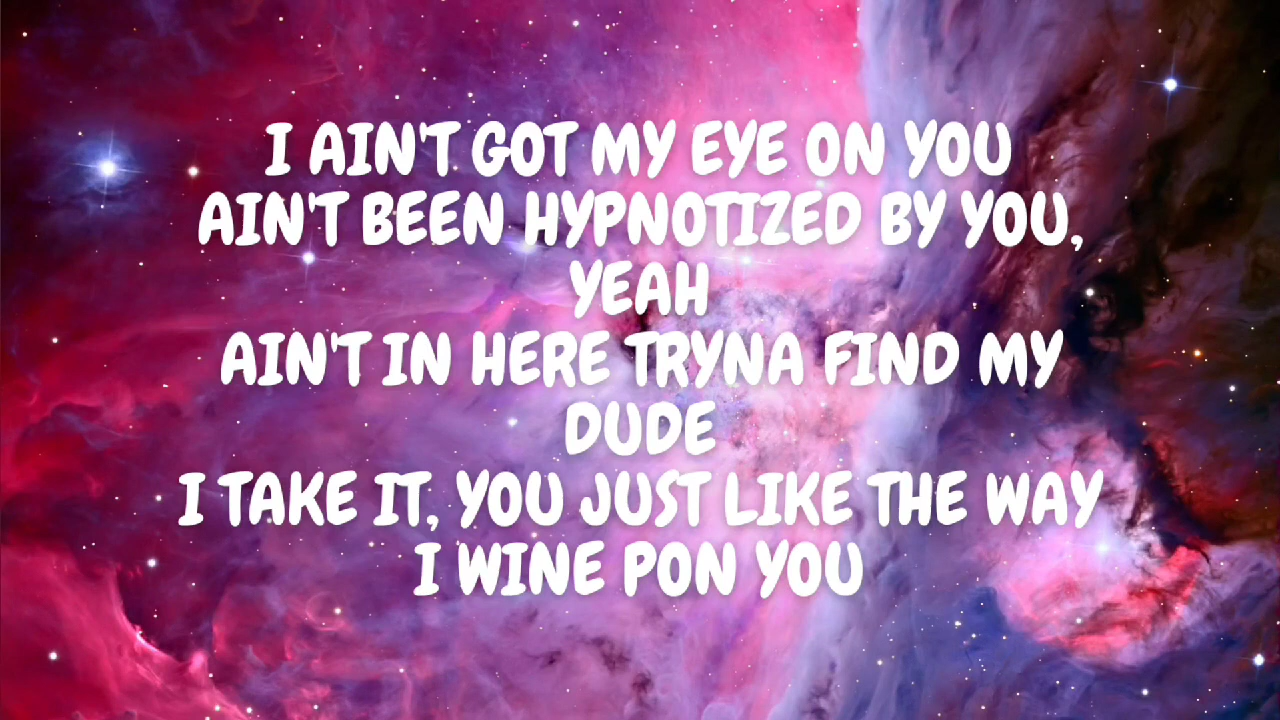 I AIN'T GOT MY EYE ON YOU
AIN'T BEEN HYPNOTIZED BY YOU,
YEAH
AIN'T IN HERE TRYNA FIND MY
DUDE
I TAKE IT, YOU JUST LIKE THE WAY
I WINE PON YOU